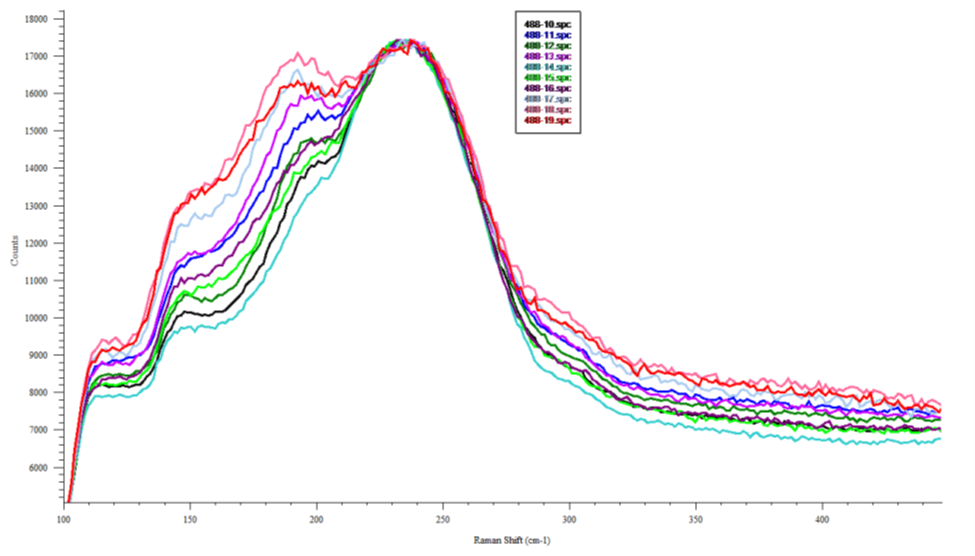 18000
17000
16000
15000
14000
13000
12000
11000
10000
9000
8000
7000
6000
Counts
488-10.spc
488-11.spc
488-12.spc
488-13.spc
488-14.spc
488-15.spc
488-16.spc
488-17.spc
488-18.spc
488-19.spc
100 150 200 250 300 350 400
Raman Shift (cm-1)